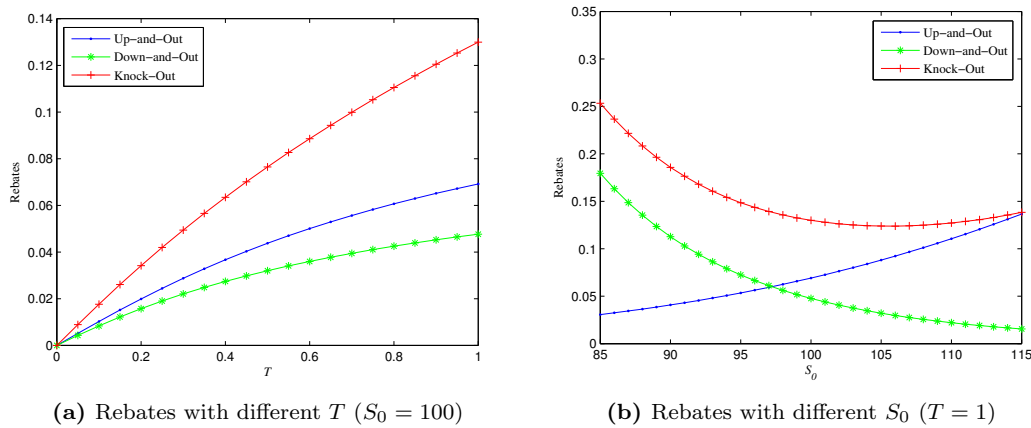 0.14
0.12
0.1
0.08
0.06
0.04
0.02
0
Rebates
0 0.2 0.4 0.6 0.8 1
T
Up−and−Out
Down−and−Out
Knock−Out
(a) Rebates with different T (S₀ = 100)
0.35
0.3
0.25
0.2
0.15
0.1
0.05
0
Rebates
85 90 95 100 105 110 115
S₀
Up−and−Out
Down−and−Out
Knock−Out
(b) Rebates with different S₀ (T = 1)